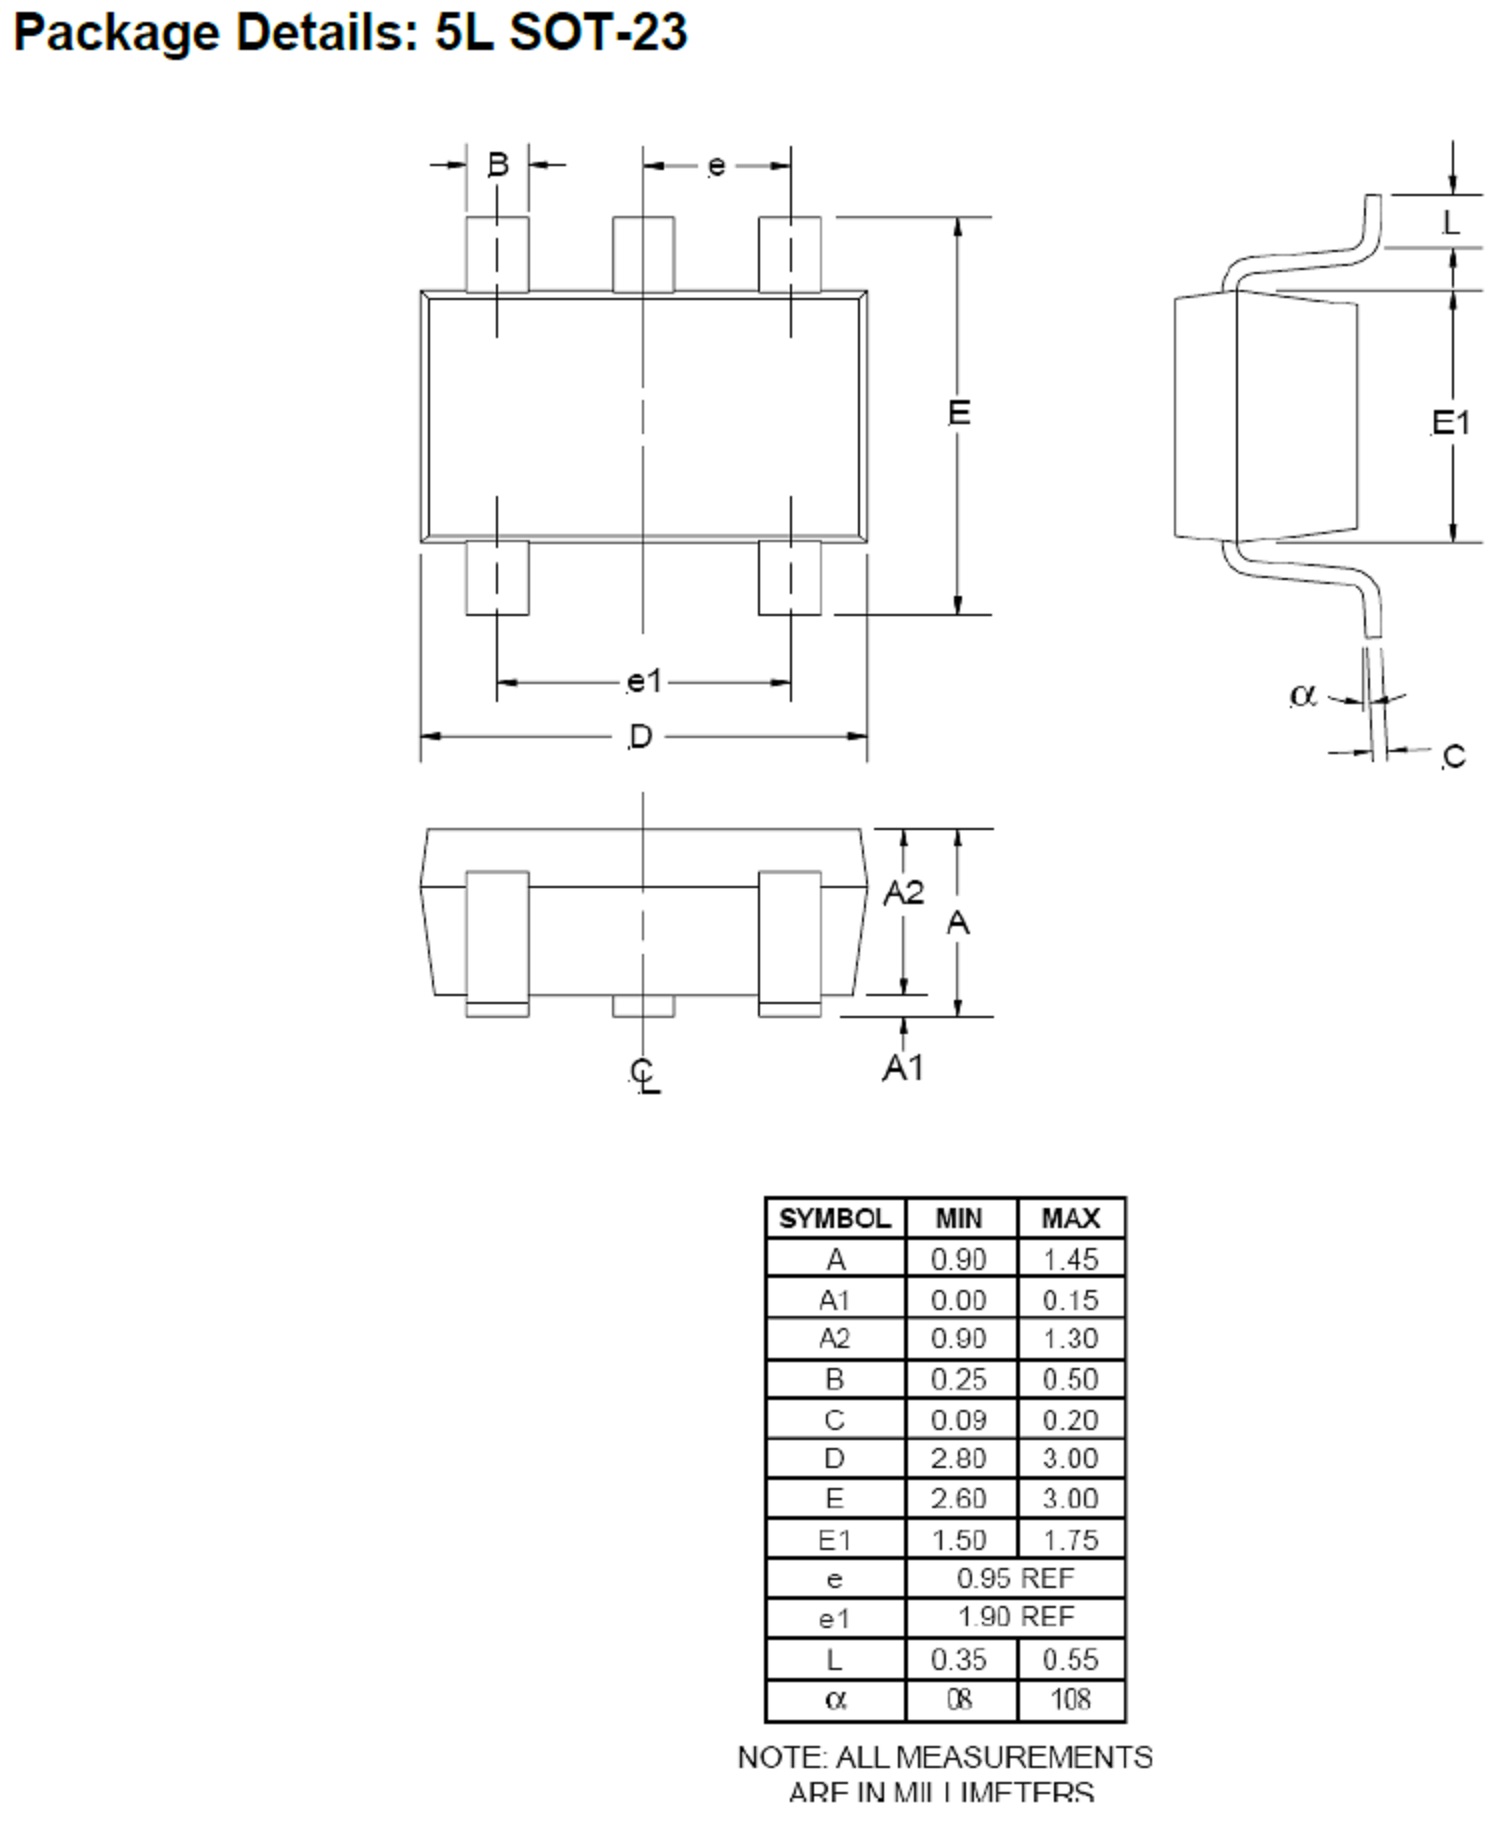 Package Details: 5L SOT-23
B
e
L
E
E1
e1
α
D
C
A2
A
A1
CL
SYMBOL MIN MAX
A 0.90 1.45
A1 0.00 0.15
A2 0.90 1.30
B 0.25 0.50
C 0.09 0.20
D 2.80 3.00
E 2.60 3.00
E1 1.50 1.75
e 0.95 REF
e1 1.90 REF
L 0.35 0.55
α 08 108
NOTE: ALL MEASUREMENTS
ARE IN MILLIMETERS